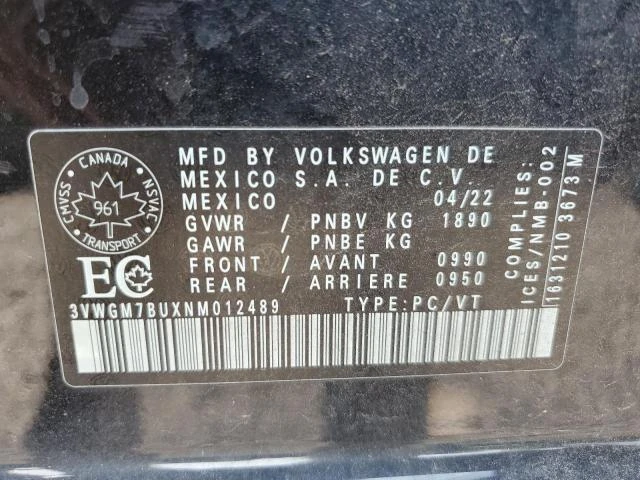 CANADA
CMVSS NSVAC
961
TRANSPORT
EC
MFD BY VOLKSWAGEN DE
MEXICO S.A. DE C.V.
MEXICO 04/22
GVWR / PNBV KG 1890
GAWR / PNBE KG
FRONT / AVANT 0990
REAR / ARRIERE 0950
3VWGM7BUXNM012489 TYPE:PC/VT
COMPLIES:
ICES/NMB-002
1631210 3673M